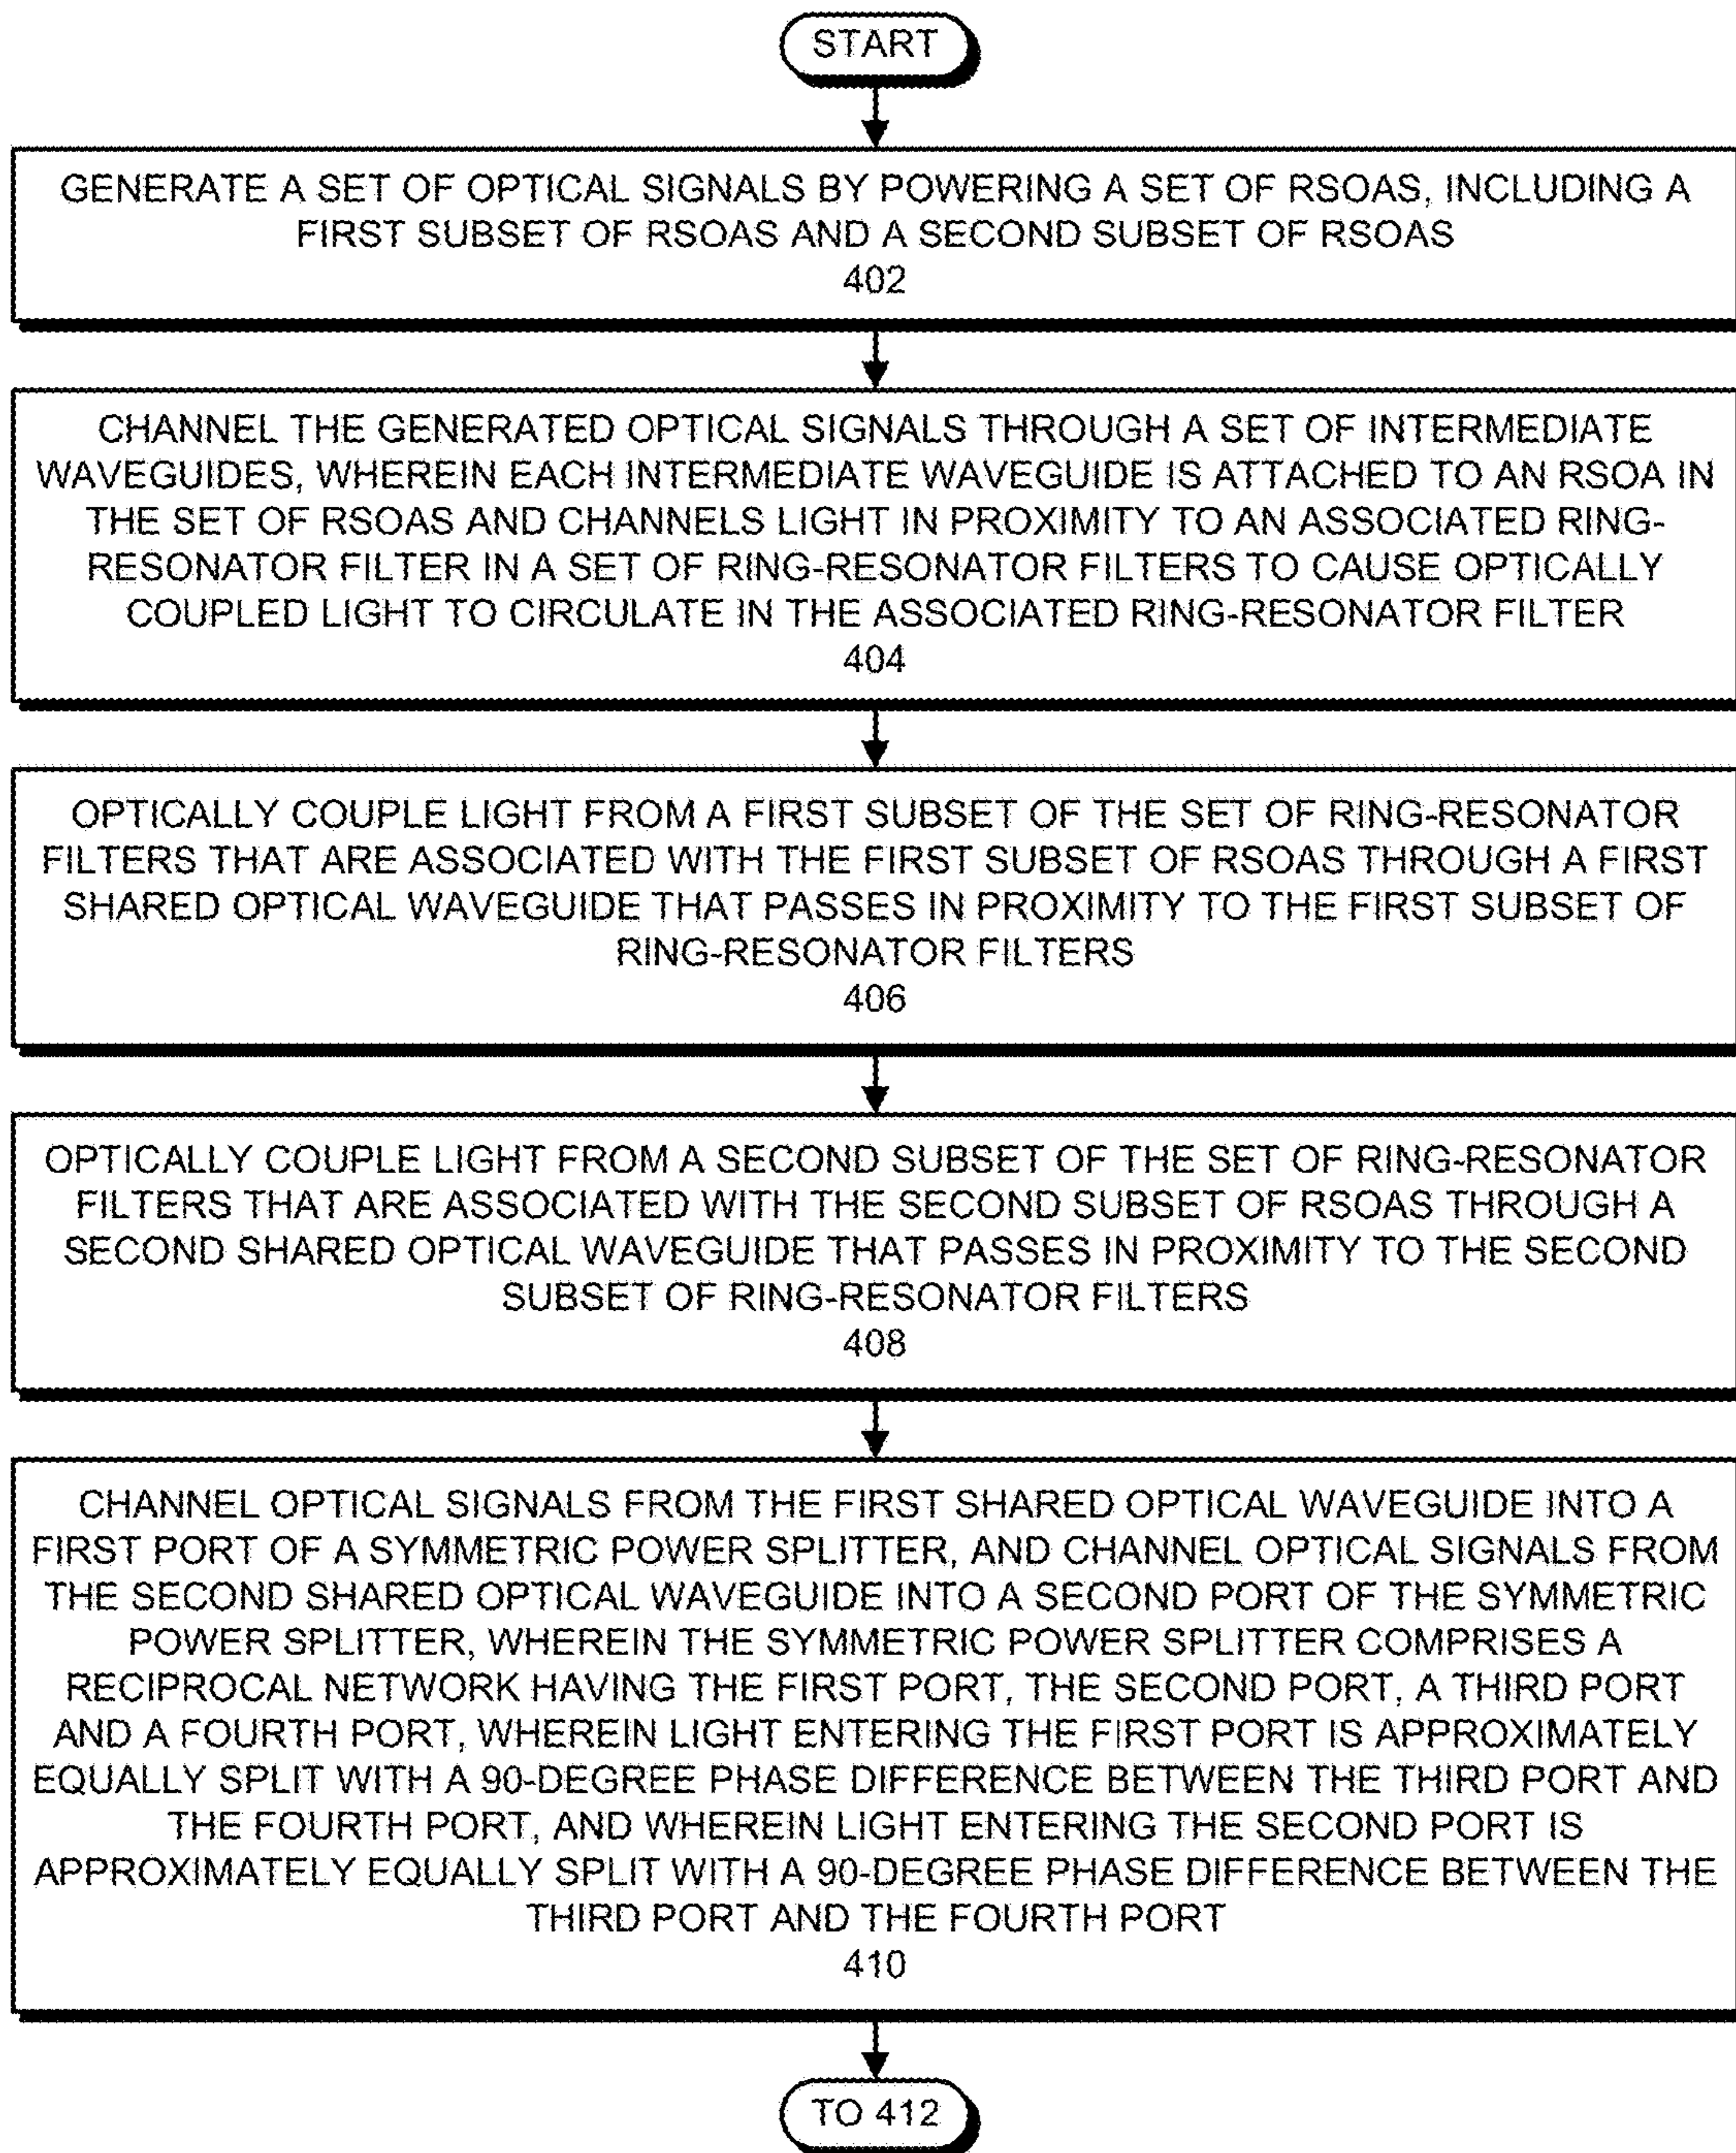 START
GENERATE A SET OF OPTICAL SIGNALS BY POWERING A SET OF RSOAS, INCLUDING A
FIRST SUBSET OF RSOAS AND A SECOND SUBSET OF RSOAS
402
CHANNEL THE GENERATED OPTICAL SIGNALS THROUGH A SET OF INTERMEDIATE
WAVEGUIDES, WHEREIN EACH INTERMEDIATE WAVEGUIDE IS ATTACHED TO AN RSOA IN
THE SET OF RSOAS AND CHANNELS LIGHT IN PROXIMITY TO AN ASSOCIATED RING-
RESONATOR FILTER IN A SET OF RING-RESONATOR FILTERS TO CAUSE OPTICALLY
COUPLED LIGHT TO CIRCULATE IN THE ASSOCIATED RING-RESONATOR FILTER
404
OPTICALLY COUPLE LIGHT FROM A FIRST SUBSET OF THE SET OF RING-RESONATOR
FILTERS THAT ARE ASSOCIATED WITH THE FIRST SUBSET OF RSOAS THROUGH A FIRST
SHARED OPTICAL WAVEGUIDE THAT PASSES IN PROXIMITY TO THE FIRST SUBSET OF
RING-RESONATOR FILTERS
406
OPTICALLY COUPLE LIGHT FROM A SECOND SUBSET OF THE SET OF RING-RESONATOR
FILTERS THAT ARE ASSOCIATED WITH THE SECOND SUBSET OF RSOAS THROUGH A
SECOND SHARED OPTICAL WAVEGUIDE THAT PASSES IN PROXIMITY TO THE SECOND
SUBSET OF RING-RESONATOR FILTERS
408
CHANNEL OPTICAL SIGNALS FROM THE FIRST SHARED OPTICAL WAVEGUIDE INTO A
FIRST PORT OF A SYMMETRIC POWER SPLITTER, AND CHANNEL OPTICAL SIGNALS FROM
THE SECOND SHARED OPTICAL WAVEGUIDE INTO A SECOND PORT OF THE SYMMETRIC
POWER SPLITTER, WHEREIN THE SYMMETRIC POWER SPLITTER COMPRISES A
RECIPROCAL NETWORK HAVING THE FIRST PORT, THE SECOND PORT, A THIRD PORT
AND A FOURTH PORT, WHEREIN LIGHT ENTERING THE FIRST PORT IS APPROXIMATELY
EQUALLY SPLIT WITH A 90-DEGREE PHASE DIFFERENCE BETWEEN THE THIRD PORT AND
THE FOURTH PORT, AND WHEREIN LIGHT ENTERING THE SECOND PORT IS
APPROXIMATELY EQUALLY SPLIT WITH A 90-DEGREE PHASE DIFFERENCE BETWEEN THE
THIRD PORT AND THE FOURTH PORT
410
TO 412